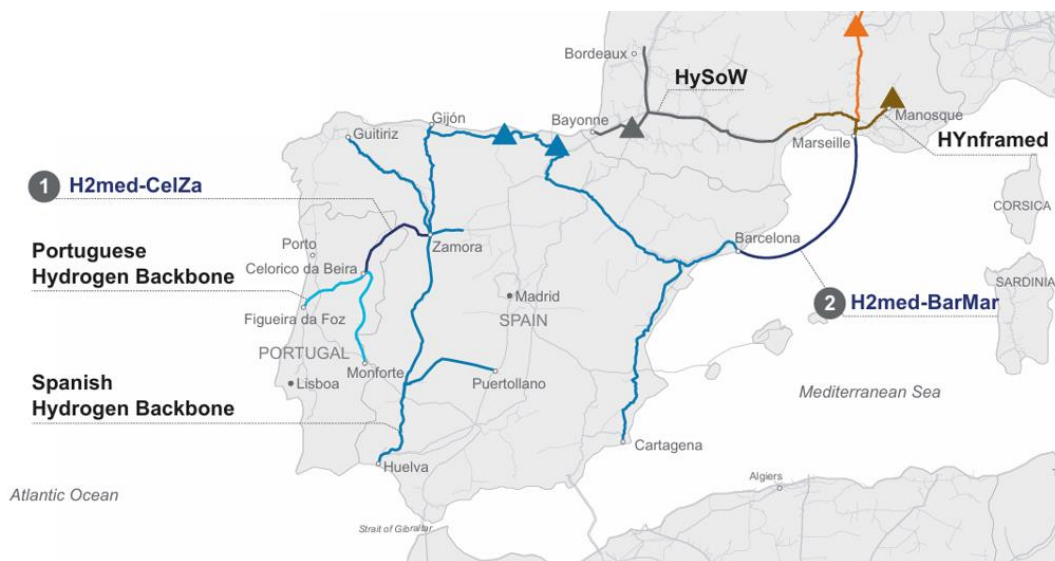 Bordeaux
HySoW
Gijón
Bayonne
Guitiriz
Manosque
Marseille
HYnframed
1 H2med-CelZa
CORSICA
Barcelona
Porto
Zamora
Portuguese
Hydrogen Backbone
Celorico da Beira
SARDINIA
Madrid
2 H2med-BarMar
Figueira da Foz
SPAIN
PORTUGAL
Monforte
Lisboa
Puertollano
Spanish
Hydrogen Backbone
Mediterranean Sea
Cartagena
Huelva
Algiers
Atlantic Ocean
Strait of Gibraltar